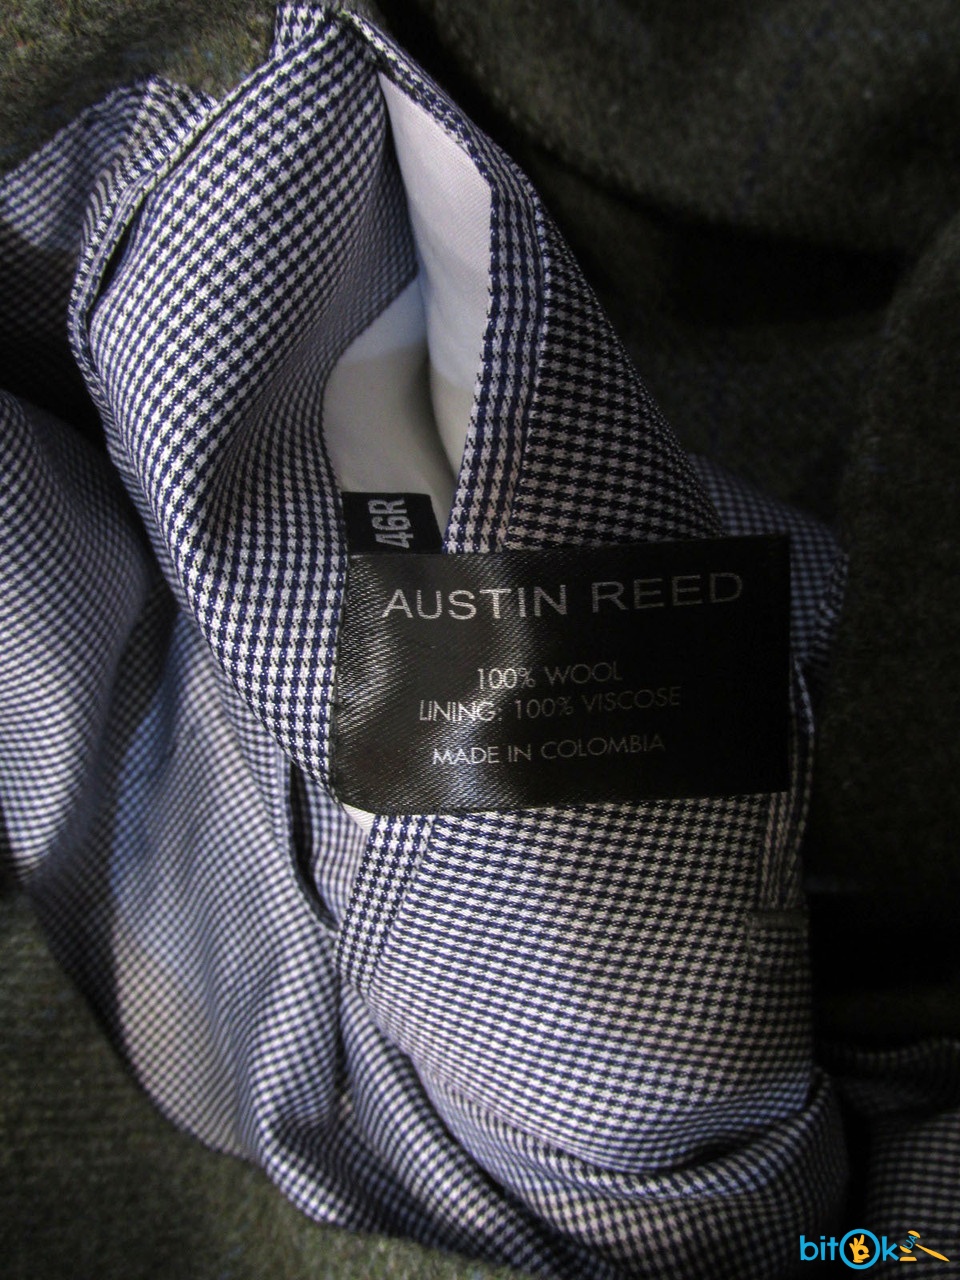 46R
AUSTIN REED
100% WOOL
LINING: 100% VISCOSE
MADE IN COLOMBIA
bitOk